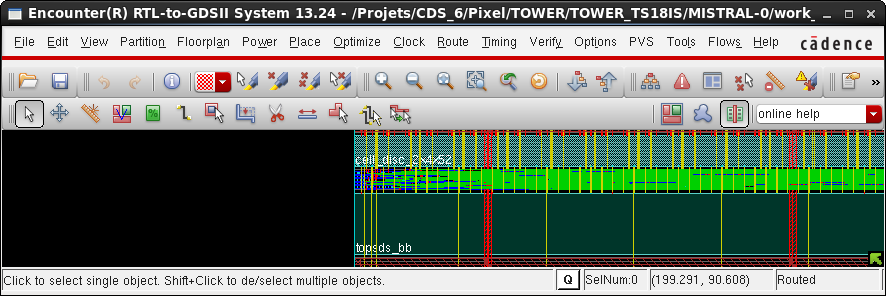 Encounter(R) RTL-to-GDSII System 13.24 - /Projets/CDS_6/Pixel/TOWER/TOWER_TS18IS/MISTRAL-0/work_
File Edit View Partition Floorplan Power Place Optimize Clock Route Timing Verify Options PVS Tools Flows Help cādence
online help
cell_disc_2x4x52
topsds_bb
Click to select single object. Shift+Click to de/select multiple objects. Q SelNum:0 (199.291, 90.608) Routed